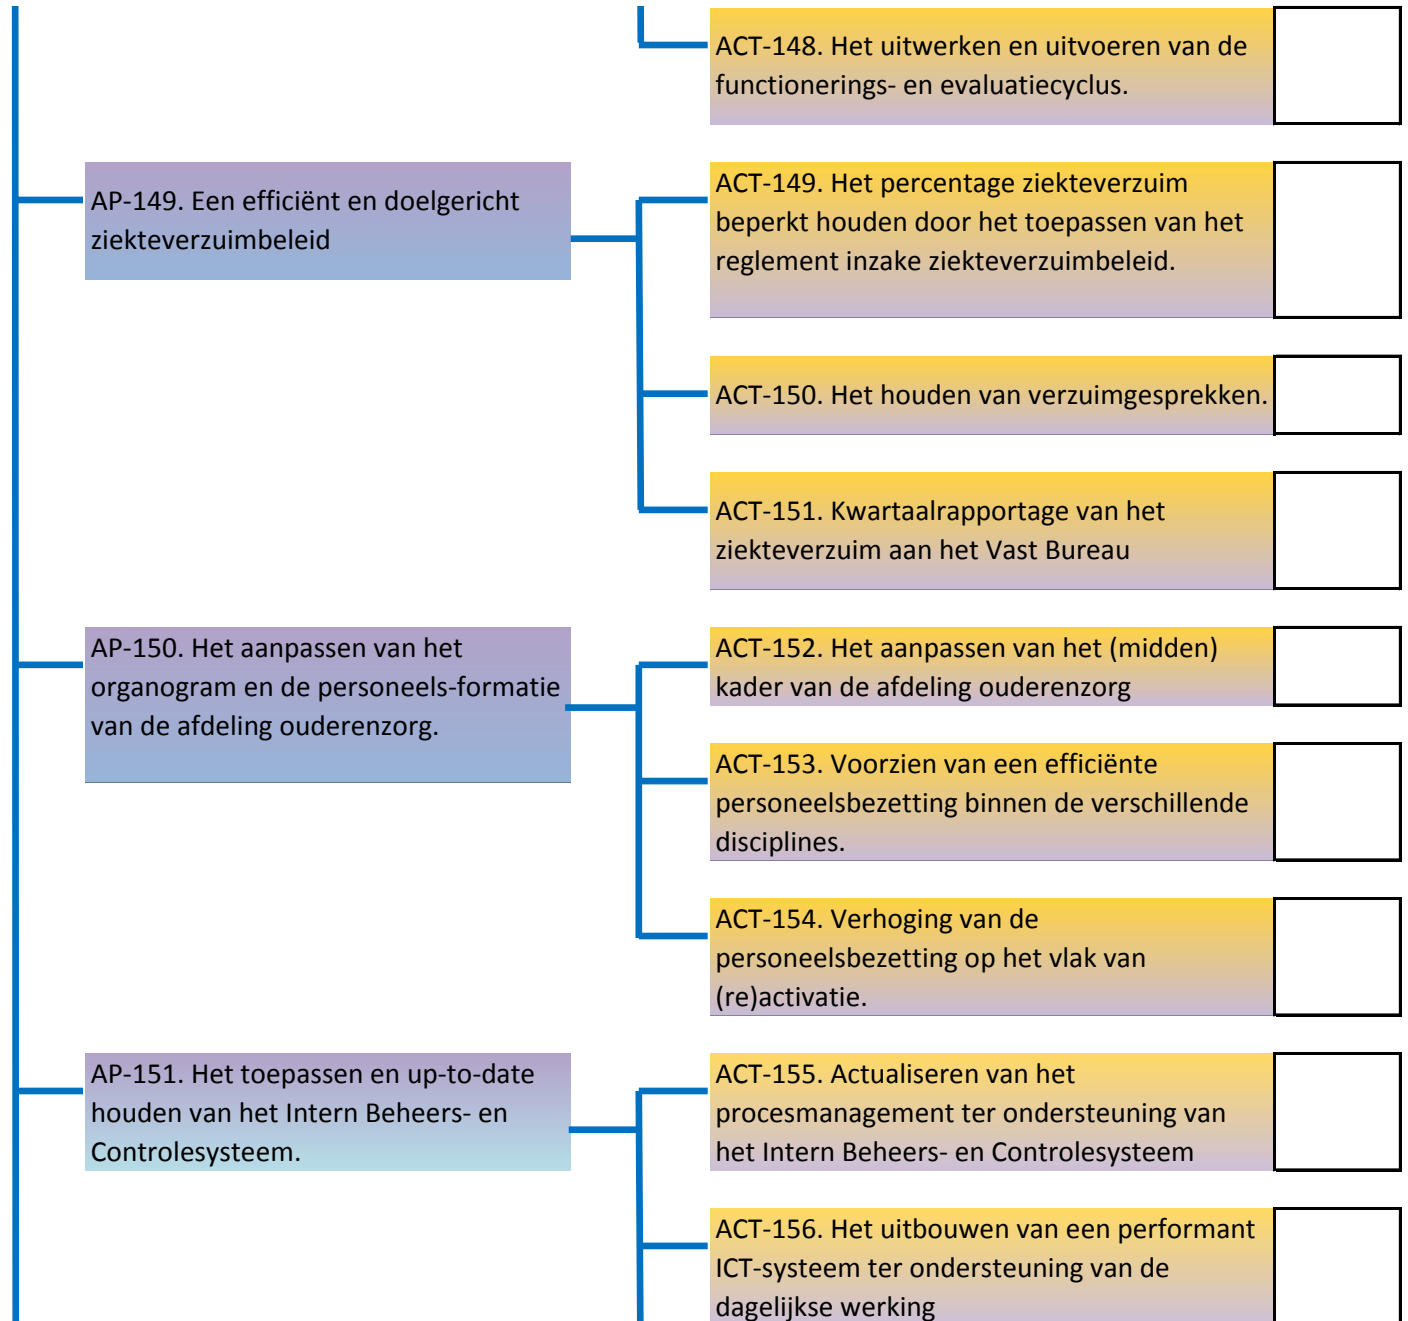 ACT-148. Het uitwerken en uitvoeren van de
functionerings- en evaluatiecyclus.
AP-149. Een efficiënt en doelgericht
ziekteverzuimbeleid
ACT-149. Het percentage ziekteverzuim
beperkt houden door het toepassen van het
reglement inzake ziekteverzuimbeleid.
ACT-150. Het houden van verzuimgesprekken.
ACT-151. Kwartaalrapportage van het
ziekteverzuim aan het Vast Bureau
AP-150. Het aanpassen van het
organogram en de personeels-formatie
van de afdeling ouderenzorg.
ACT-152. Het aanpassen van het (midden)
kader van de afdeling ouderenzorg
ACT-153. Voorzien van een efficiënte
personeelsbezetting binnen de verschillende
disciplines.
ACT-154. Verhoging van de
personeelsbezetting op het vlak van
(re)activatie.
AP-151. Het toepassen en up-to-date
houden van het Intern Beheers- en
Controlesysteem.
ACT-155. Actualiseren van het
procesmanagement ter ondersteuning van
het Intern Beheers- en Controlesysteem
ACT-156. Het uitbouwen van een performant
ICT-systeem ter ondersteuning van de
dagelijkse werking